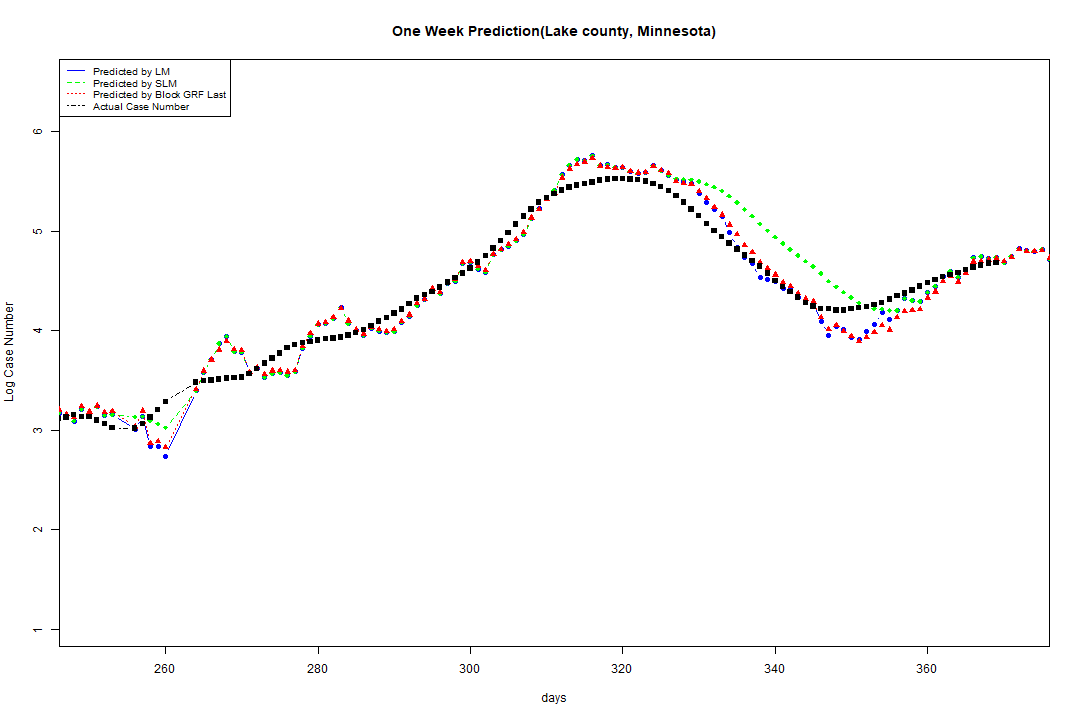 One Week Prediction(Lake county, Minnesota)
Predicted by LM
Predicted by SLM
Predicted by Block GRF Last
Actual Case Number
Log Case Number
6
5
4
3
2
1
260 280 300 320 340 360
days